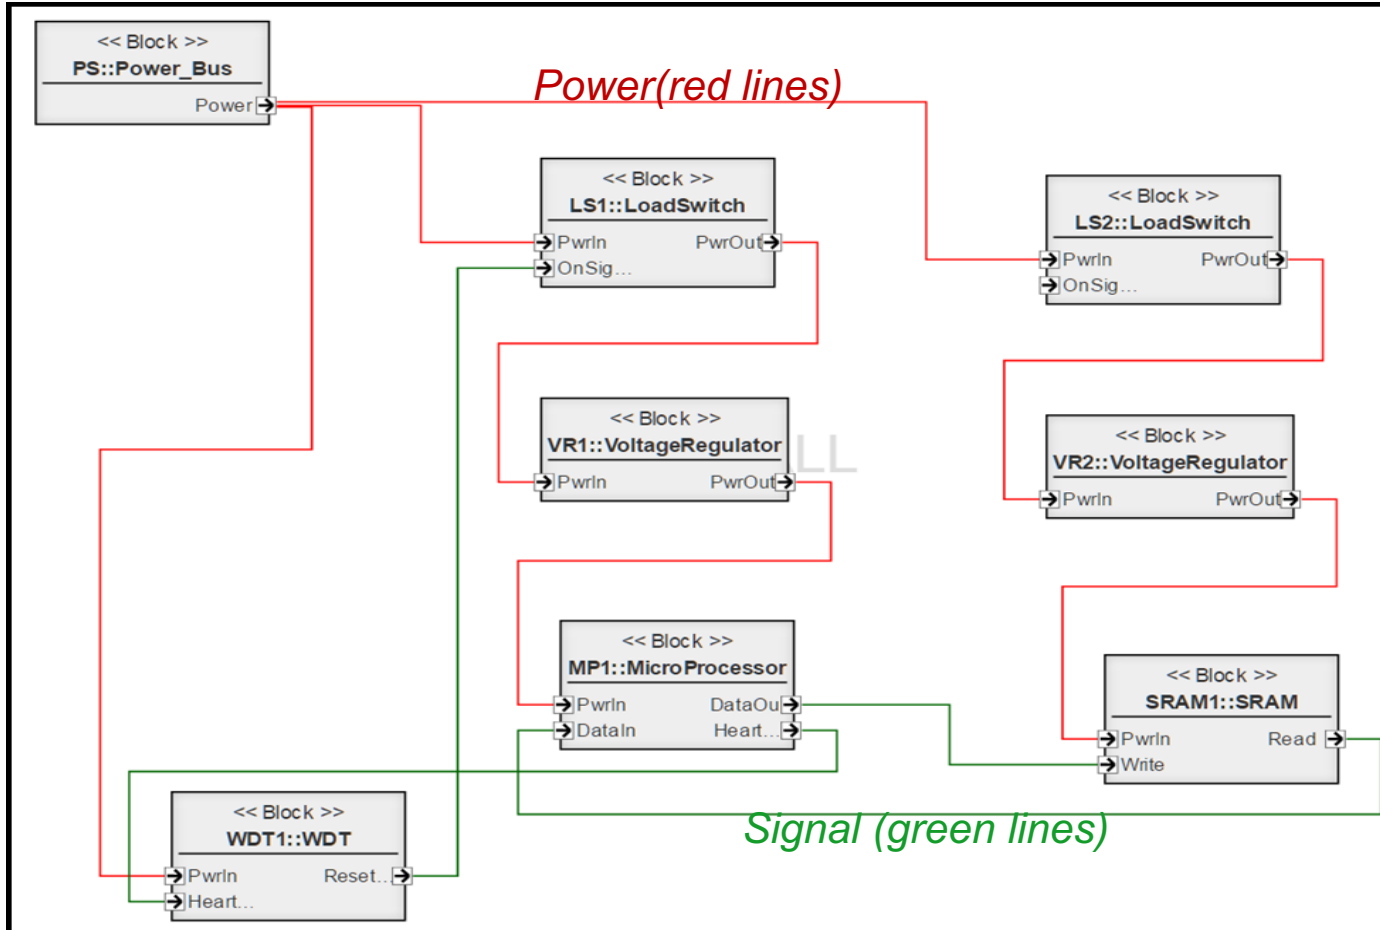 << Block >>
PS::Power_Bus
Power
Power(red lines)
<< Block >>
LS1::LoadSwitch
PwrIn PwrOut
OnSig...
<< Block >>
LS2::LoadSwitch
PwrIn PwrOut
OnSig...
<< Block >>
VR1::VoltageRegulator
PwrIn PwrOut
LL
<< Block >>
VR2::VoltageRegulator
PwrIn PwrOut
<< Block >>
MP1::MicroProcessor
PwrIn DataOu
DataIn Heart...
<< Block >>
SRAM1::SRAM
PwrIn Read
Write
Signal (green lines)
<< Block >>
WDT1::WDT
PwrIn Reset...
Heart...